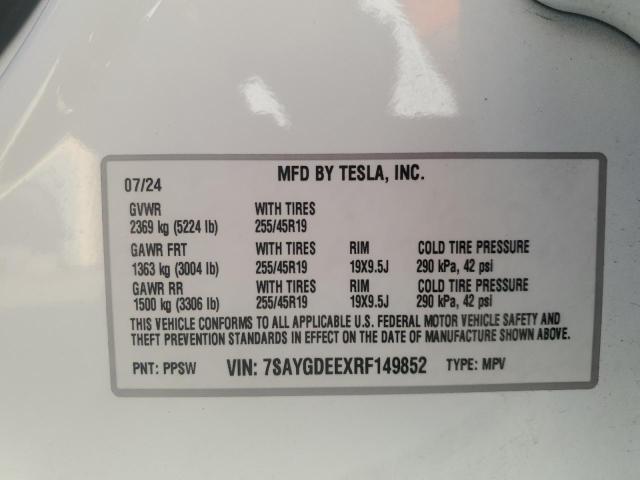 MFD BY TESLA, INC.
07/24
GVWR WITH TIRES
2369 kg (5224 lb) 255/45R19
GAWR FRT WITH TIRES RIM COLD TIRE PRESSURE
1363 kg (3004 lb) 255/45R19 19X9.5J 290 kPa, 42 psi
GAWR RR WITH TIRES RIM COLD TIRE PRESSURE
1500 kg (3306 lb) 255/45R19 19X9.5J 290 kPa, 42 psi
THIS VEHICLE CONFORMS TO ALL APPLICABLE U.S. FEDERAL MOTOR VEHICLE SAFETY AND
THEFT PREVENTION STANDARDS IN EFFECT ON THE DATE OF MANUFACTURE SHOWN ABOVE.
PNT: PPSW VIN: 7SAYGDEEXRF149852 TYPE: MPV